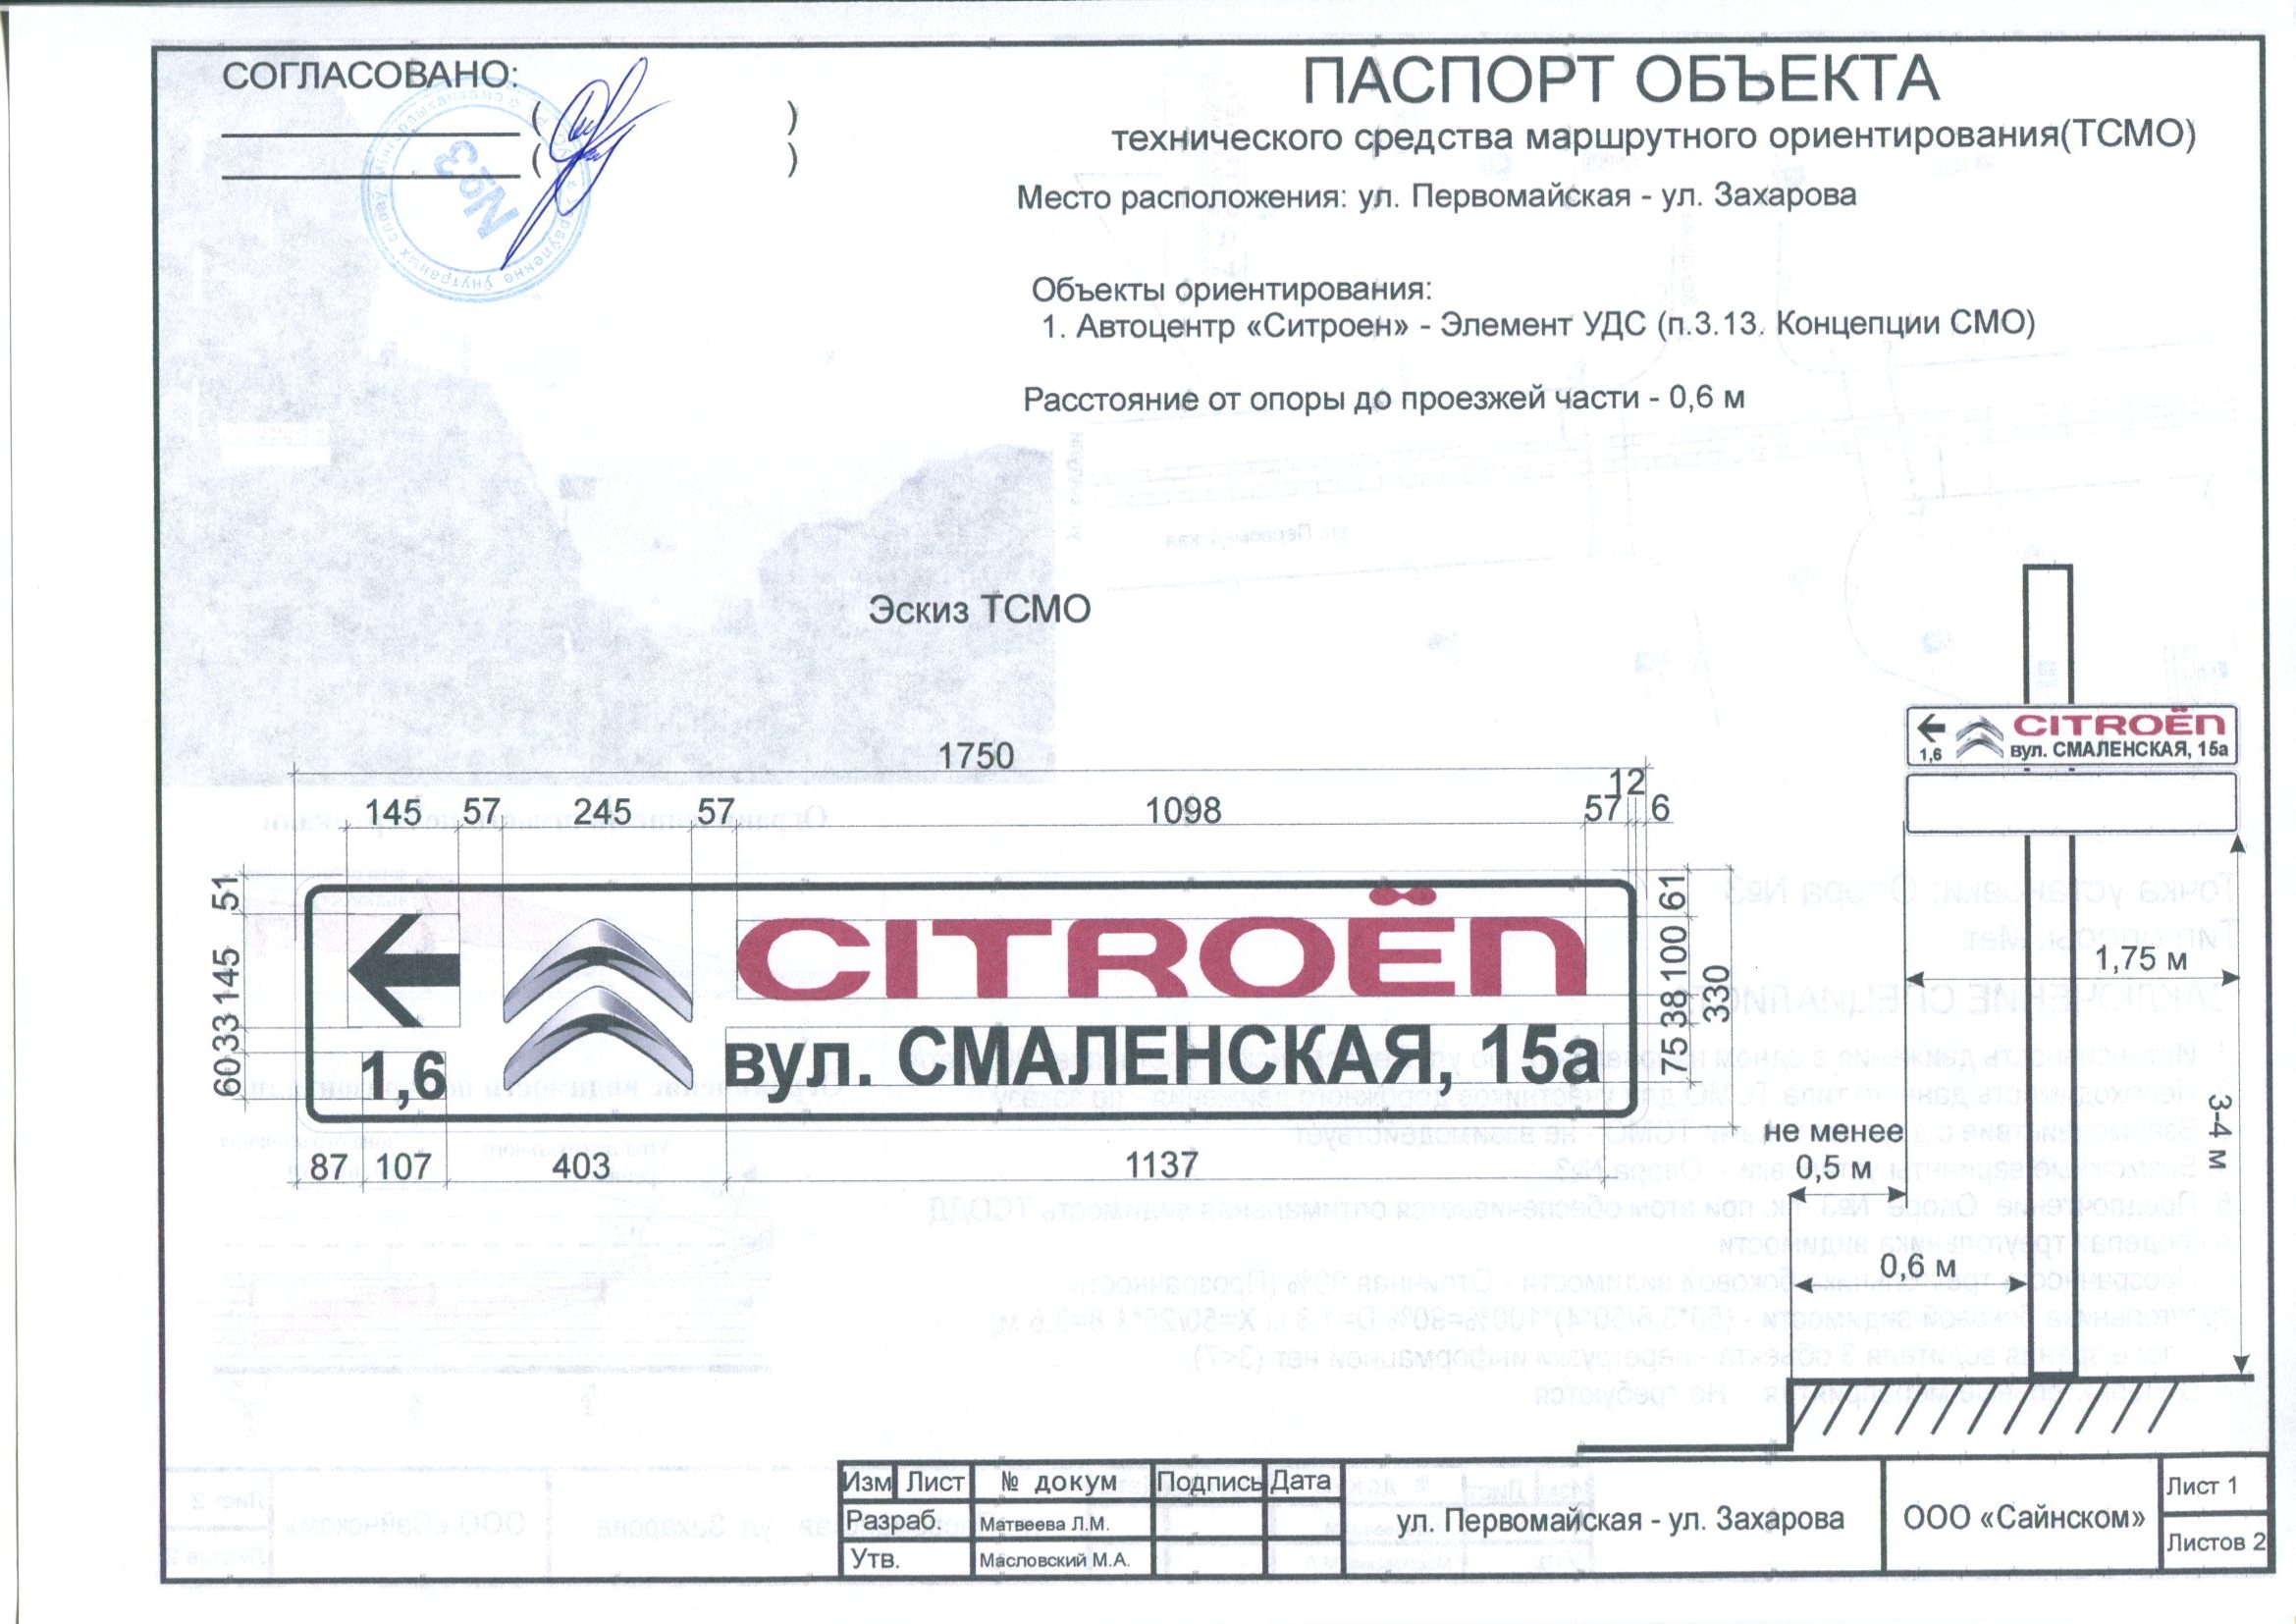 СОГЛАСОВАНО:
( )
( )
№3
ПАСПОРТ ОБЪЕКТА
технического средства маршрутного ориентирования(ТСМО)
Место расположения: ул. Первомайская - ул. Захарова
Объекты ориентирования:
1. Автоцентр «Ситроен» - Элемент УДС (п.3.13. Концепции СМО)
Расстояние от опоры до проезжей части - 0,6 м
Эскиз ТСМО
1750
145 57 245 57 1098 57 12 6
51 145 33 60
CITROËN
1,6
вул. СМАЛЕНСКАЯ, 15а
61 100 38 75
330
87 107 403 1137
CITROËN
1,6 вул. СМАЛЕНСКАЯ, 15а
1,75 м
не менее
0,5 м
3-4 м
0,6 м
Изм Лист № докум Подпись Дата
Разраб. Матвеева Л.М.
Утв. Масловский М.А.
ул. Первомайская - ул. Захарова
ООО «Сайнском»
Лист 1
Листов 2